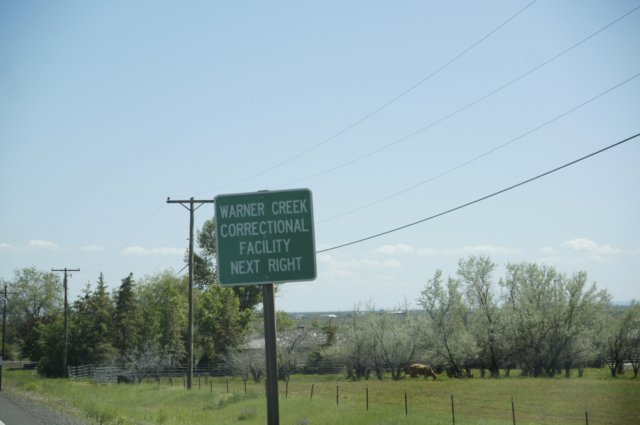 WARNER CREEK
CORRECTIONAL
FACILITY
NEXT RIGHT